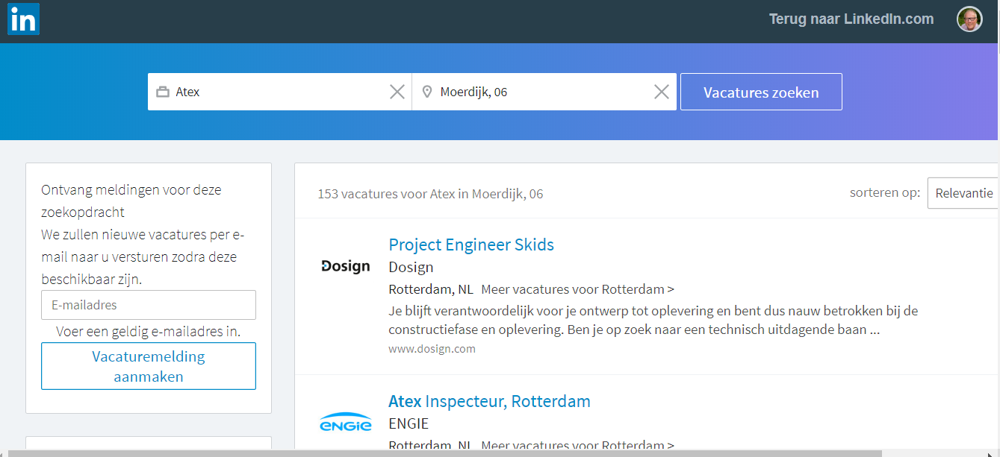 in
Terug naar LinkedIn.com
Atex
Moerdijk, 06
Vacatures zoeken
Ontvang meldingen voor deze
zoekopdracht
We zullen nieuwe vacatures per e-
mail naar u versturen zodra deze
beschikbaar zijn.
E-mailadres
Voer een geldig e-mailadres in.
Vacaturemelding
aanmaken
153 vacatures voor Atex in Moerdijk, 06
sorteren op:
Relevantie
Dosign
Project Engineer Skids
Dosign
Rotterdam, NL Meer vacatures voor Rotterdam >
Je blijft verantwoordelijk voor je ontwerp tot oplevering en bent dus nauw betrokken bij de
constructiefase en oplevering. Ben je op zoek naar een technisch uitdagende baan ...
www.dosign.com
ENGIE
Atex Inspecteur, Rotterdam
ENGIE
Rotterdam, NL Meer vacatures voor Rotterdam >